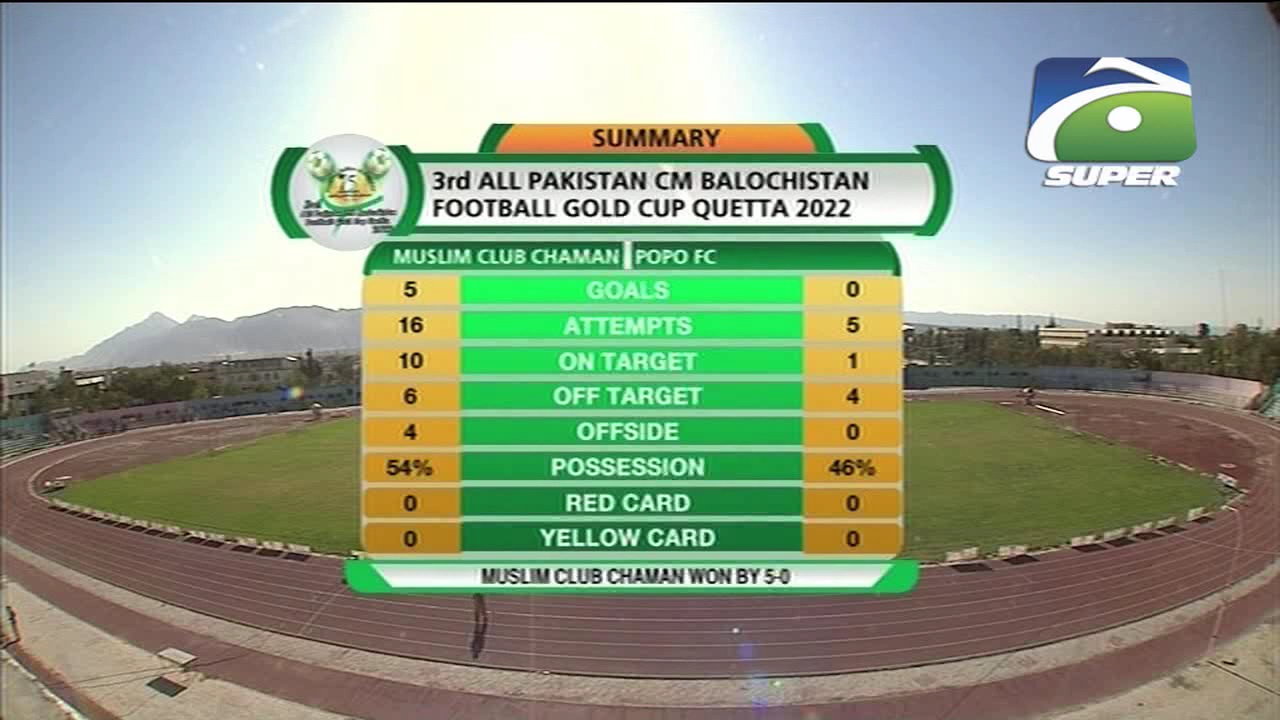 SUPER
SUMMARY
3rd ALL PAKISTAN CM BALOCHISTAN
FOOTBALL GOLD CUP QUETTA 2022
MUSLIM CLUB CHAMAN POPO FC
5 GOALS 0
16 ATTEMPTS 5
10 ON TARGET 1
6 OFF TARGET 4
4 OFFSIDE 0
54% POSSESSION 46%
0 RED CARD 0
0 YELLOW CARD 0
MUSLIM CLUB CHAMAN WON BY 5-0